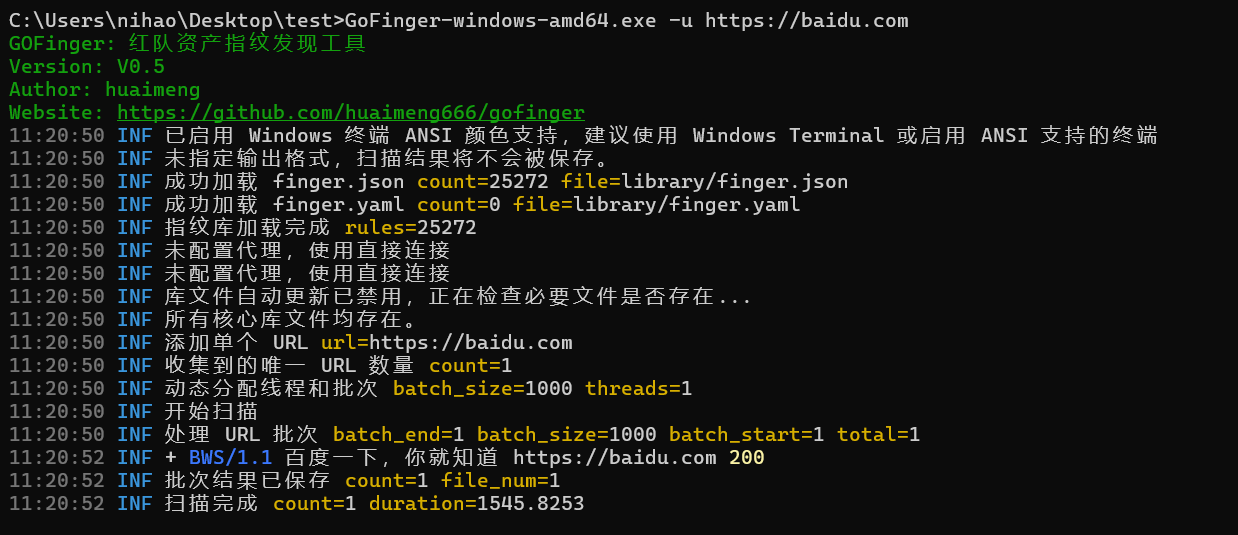 C:\Users\nihao\Desktop\test>GoFinger-windows-amd64.exe -u https://baidu.com
GOFinger: 红队资产指纹发现工具
Version: V0.5
Author: huaimeng
Website: https://github.com/huaimeng666/gofinger
11:20:50 INF 已启用 Windows 终端 ANSI 颜色支持，建议使用 Windows Terminal 或启用 ANSI 支持的终端
11:20:50 INF 未指定输出格式，扫描结果将不会被保存。
11:20:50 INF 成功加载 finger.json count=25272 file=library/finger.json
11:20:50 INF 成功加载 finger.yaml count=0 file=library/finger.yaml
11:20:50 INF 指纹库加载完成 rules=25272
11:20:50 INF 未配置代理，使用直接连接
11:20:50 INF 未配置代理，使用直接连接
11:20:50 INF 库文件自动更新已禁用，正在检查必要文件是否存在...
11:20:50 INF 所有核心库文件均存在。
11:20:50 INF 添加单个 URL url=https://baidu.com
11:20:50 INF 收集到的唯一 URL 数量 count=1
11:20:50 INF 动态分配线程和批次 batch_size=1000 threads=1
11:20:50 INF 开始扫描
11:20:50 INF 处理 URL 批次 batch_end=1 batch_size=1000 batch_start=1 total=1
11:20:52 INF + BWS/1.1 百度一下，你就知道 https://baidu.com 200
11:20:52 INF 批次结果已保存 count=1 file_num=1
11:20:52 INF 扫描完成 count=1 duration=1545.8253